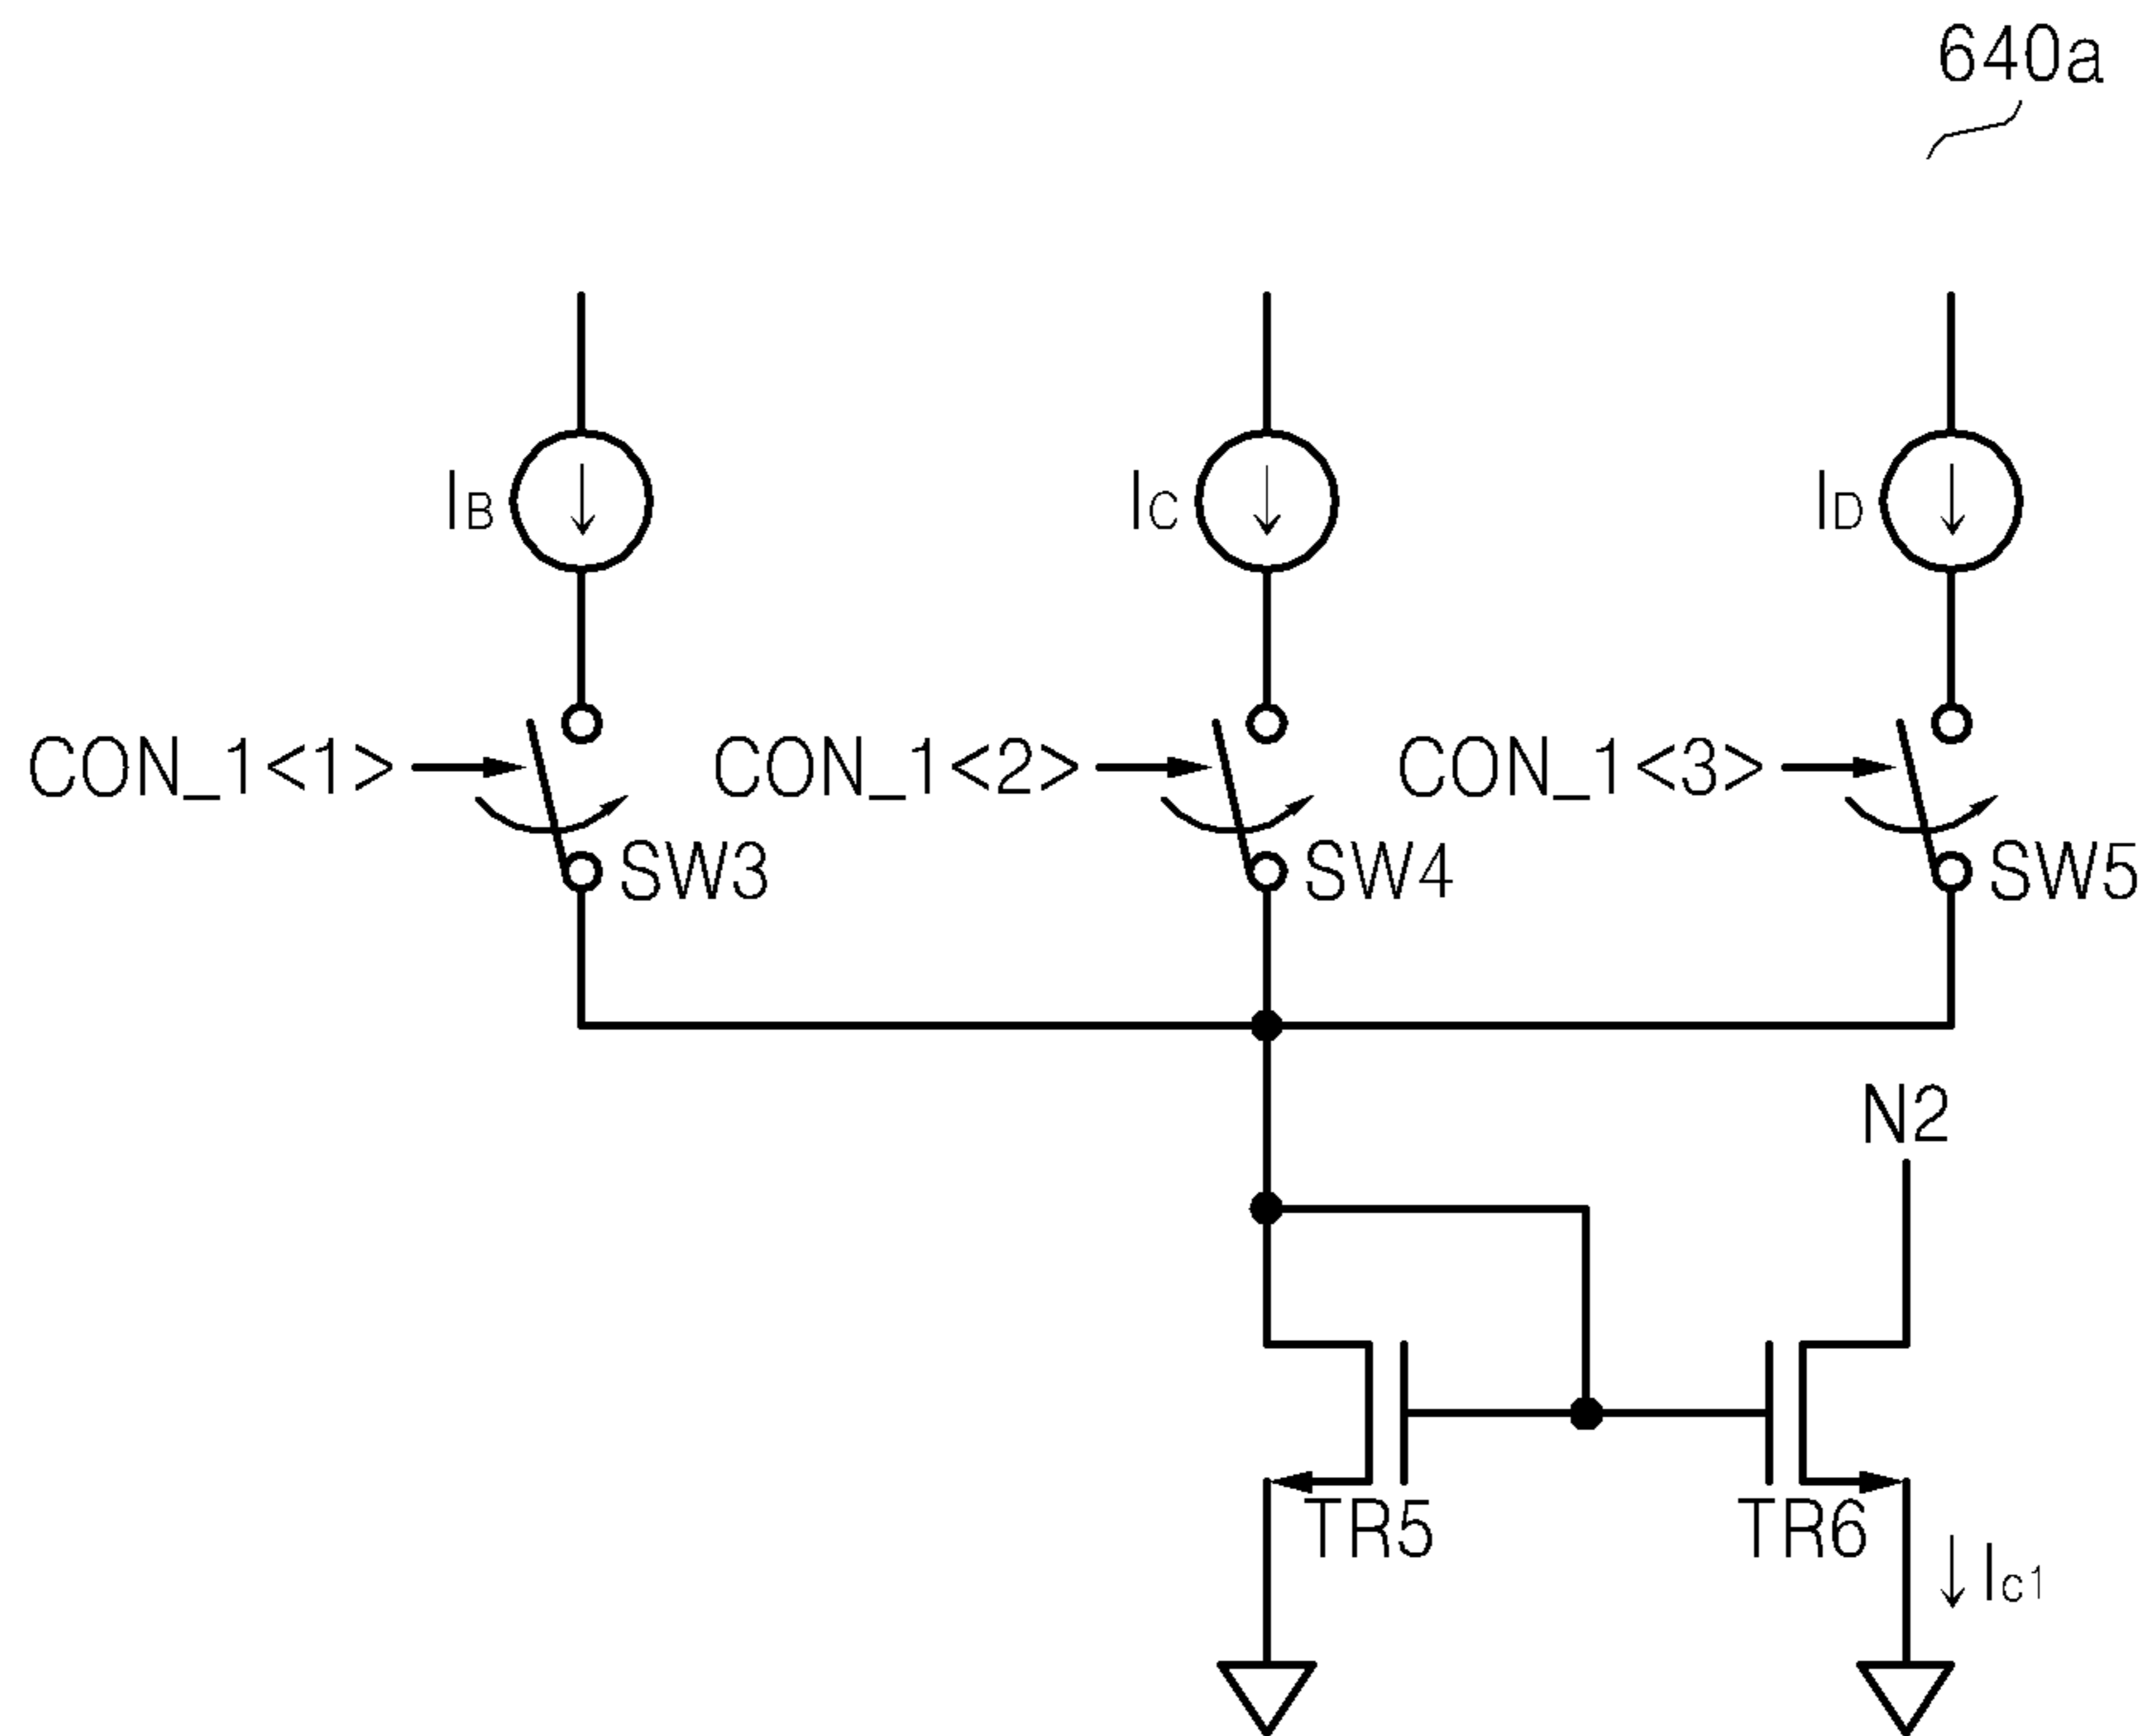 640a
IB
IC
ID
CON_1<1>
CON_1<2>
CON_1<3>
SW3
SW4
SW5
N2
TR5
TR6
Ic1